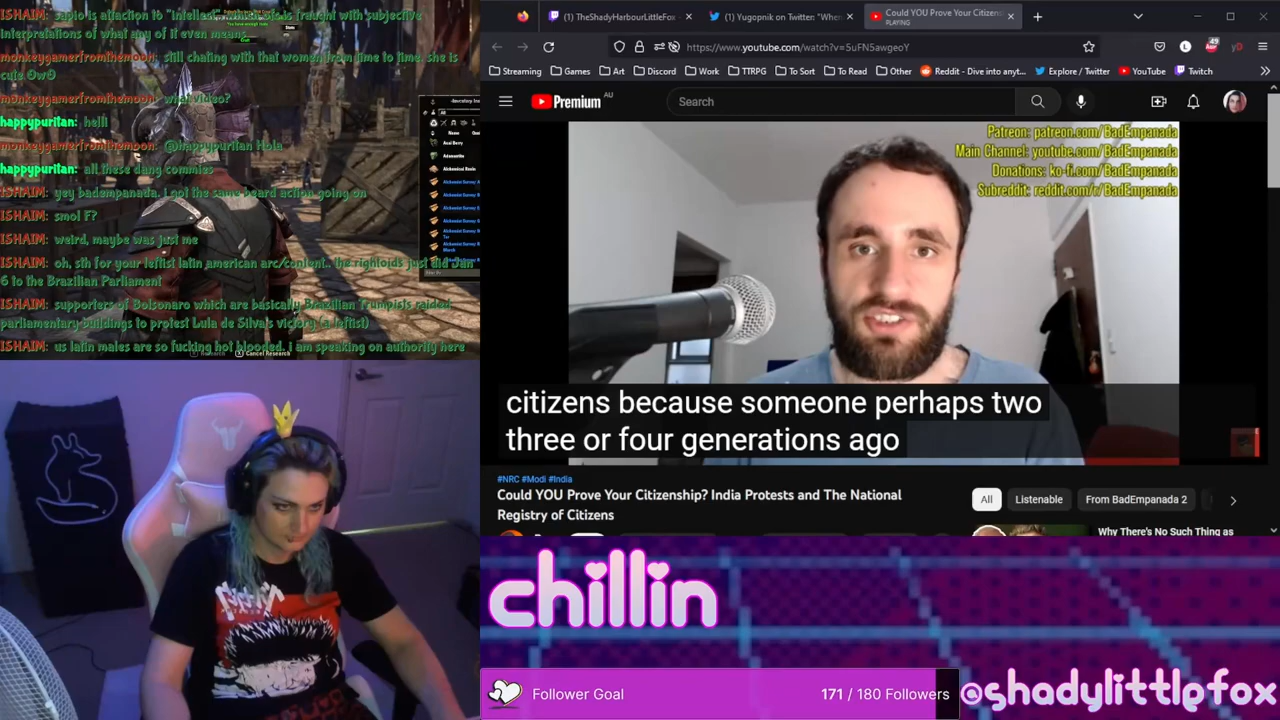 ISHAIM: sapio is attaction to "intellect" which is fraught with subjective
interpretations of what any of it even means
monkeygamerfromthemoon: still chatting with that women from time to time. she is
cute OwO
monkeygamerfromthemoon: what video?
happypuritan: helll
monkeygamerfromthemoon: @happypuritan Hola
happypuritan: all these dang commies
ISHAIM: yey badempanada. I got the same beard action going on
ISHAIM: smol F?
ISHAIM: weird, maybe was just me
ISHAIM: oh, sth for your leftist latin american arc/content.. the rightoids just did Jan
6 to the Brazilian Parliament
ISHAIM: supporters of Bolsonaro which are basically Brazilian Trumpists raided
parliamentary buildings to protest Lula de Silva's victory (a leftist)
ISHAIM: us latin males are so fucking hot blooded. i am speaking on authority here
Research Cancel Research
Name
(1) TheShadyHarbourLittleFox
(1) Yugopnik on Twitter: "When
Could YOU Prove Your Citizens
PLAYING
https://www.youtube.com/watch?v=5uFN5awgeoY
49
Streaming
Games
Art
Discord
Work
TTRPG
To Sort
To Read
Other
Reddit - Dive into anyt...
Explore / Twitter
YouTube
Twitch
Premium AU
Search
Patreon: patreon.com/BadEmpanada
Main Channel: youtube.com/BadEmpanada
Donations: ko-fi.com/BadEmpanada
Subreddit: reddit.com/r/BadEmpanada
citizens because someone perhaps two
three or four generations ago
#NRC #Modi #India
Could YOU Prove Your Citizenship? India Protests and The National
Registry of Citizens
All
Listenable
From BadEmpanada 2
Why There's No Such Thing as
chillin
Follower Goal
171 / 180 Followers
@shadylittlefox